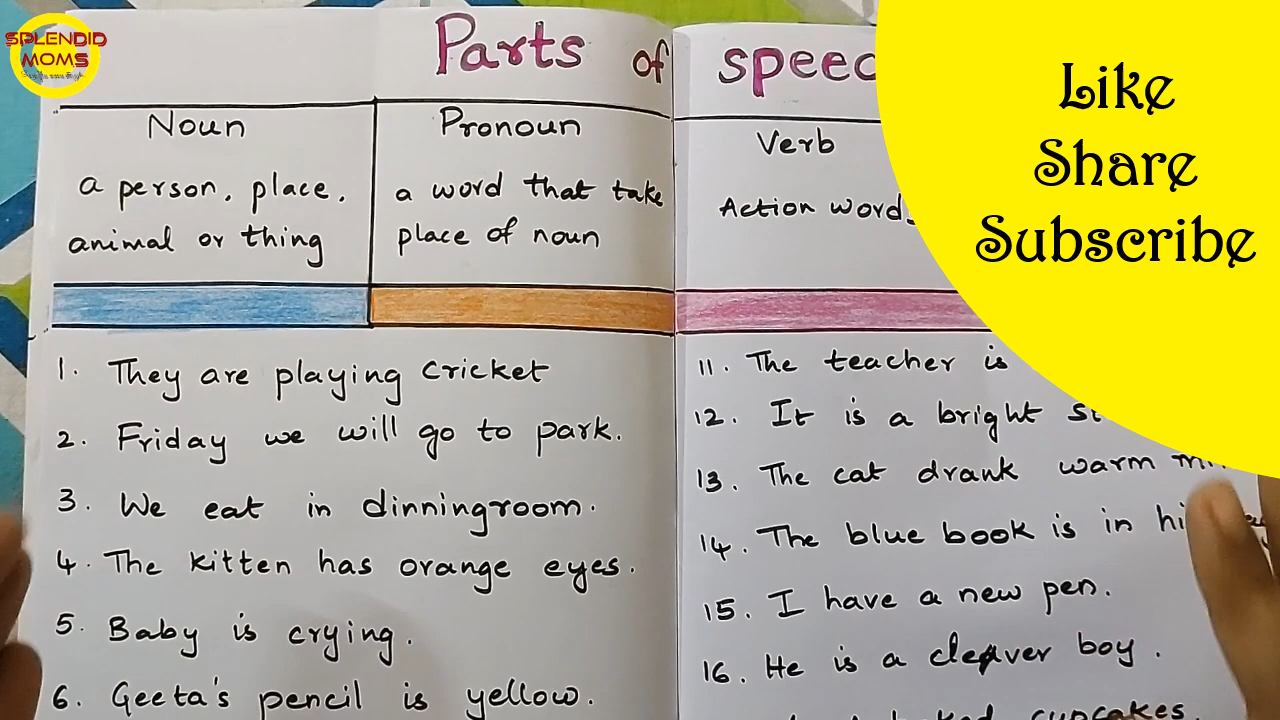 SPLENDID
MOMS
Parts of speec
Noun
a person, place,
animal or thing
Pronoun
a word that take
place of noun
Verb
Action words
1. They are playing cricket
2. Friday we will go to park.
3. We eat in dinningroom.
4. The kitten has orange eyes.
5. Baby is crying.
6. Geeta's pencil is yellow.
11. The teacher is
12. It is a bright st
13. The cat drank warm
14. The blue book is in
15. I have a new pen.
16. He is a clever boy.
baked cupcakes.
Like
Share
Subscribe